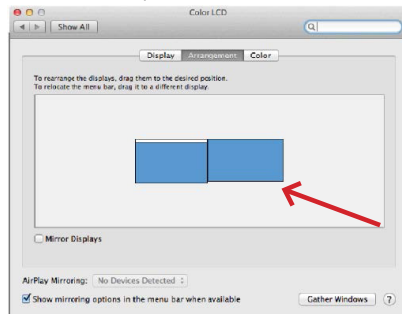 Color LCD
Show All
Display Arrangement Color
To rearrange the displays, drag them to the desired position.
To relocate the menu bar, drag it to a different display.
Mirror Displays
AirPlay Mirroring: No Devices Detected
Show mirroring options in the menu bar when available
Gather Windows ?